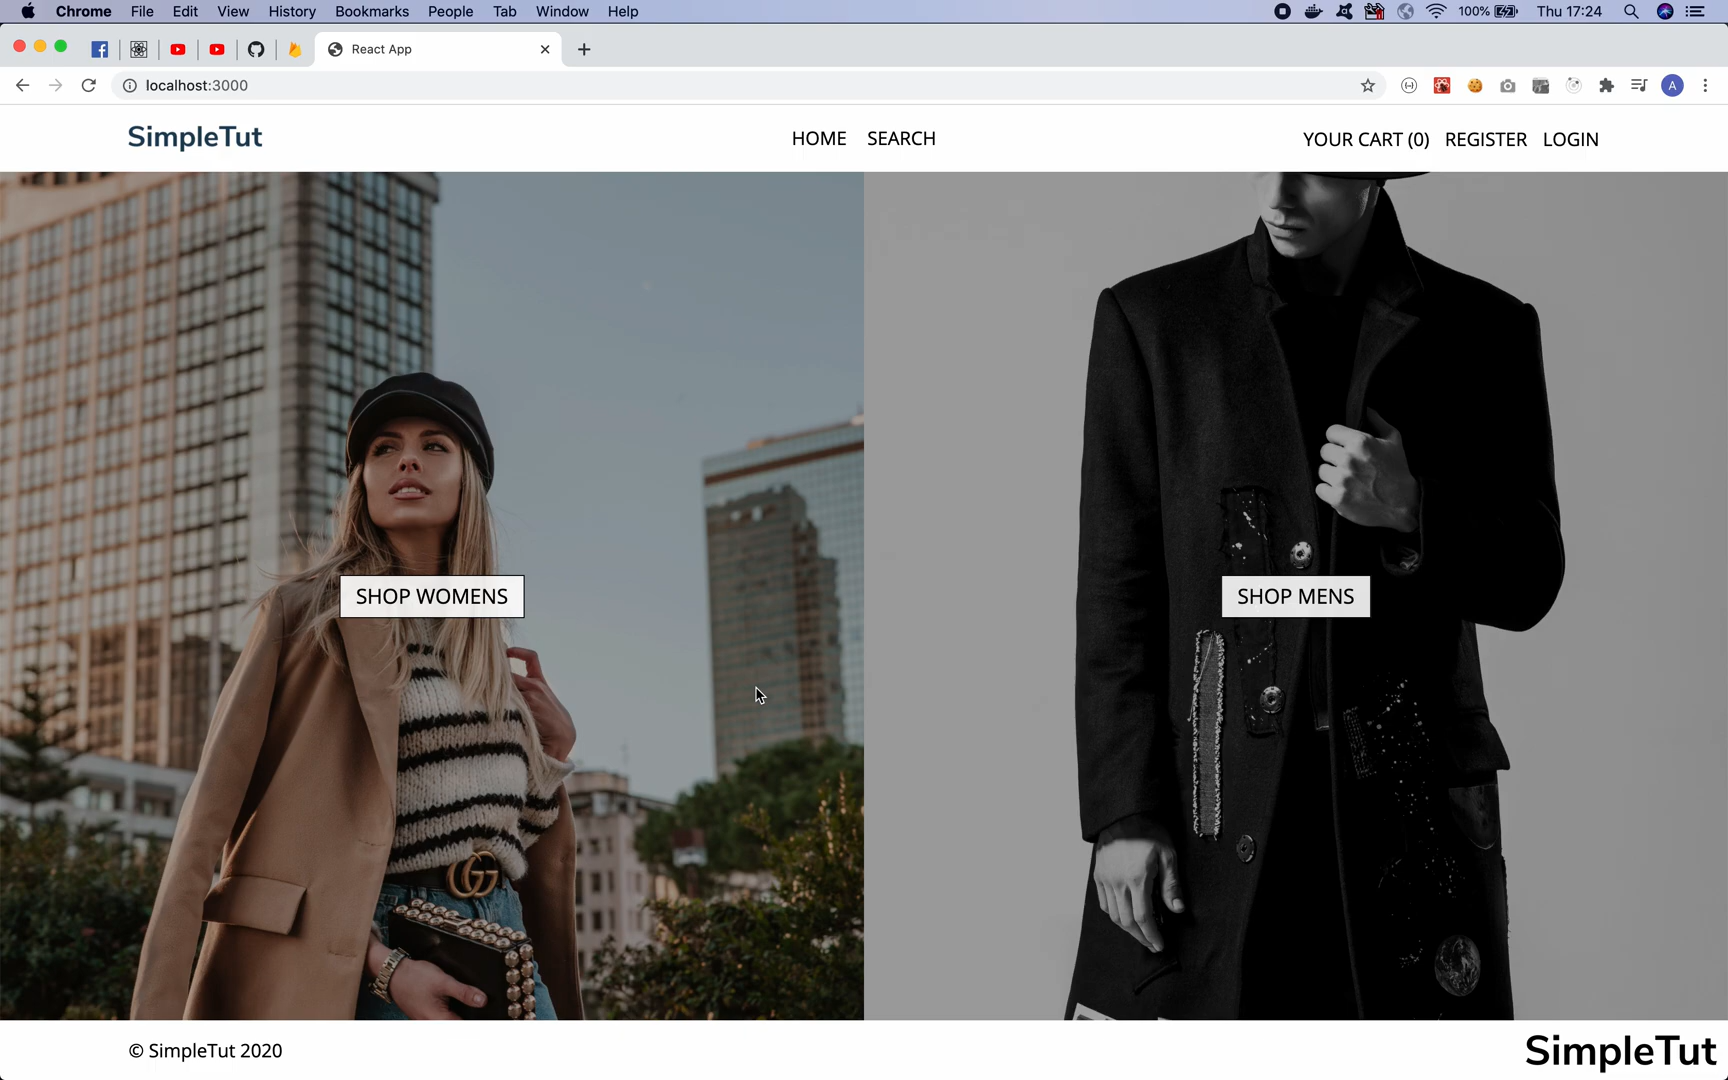 Chrome File Edit View History Bookmarks People Tab Window Help 100% Thu 17:24
React App
localhost:3000 A
SimpleTut HOME SEARCH YOUR CART (0) REGISTER LOGIN
SHOP WOMENS SHOP MENS
© SimpleTut 2020 SimpleTut